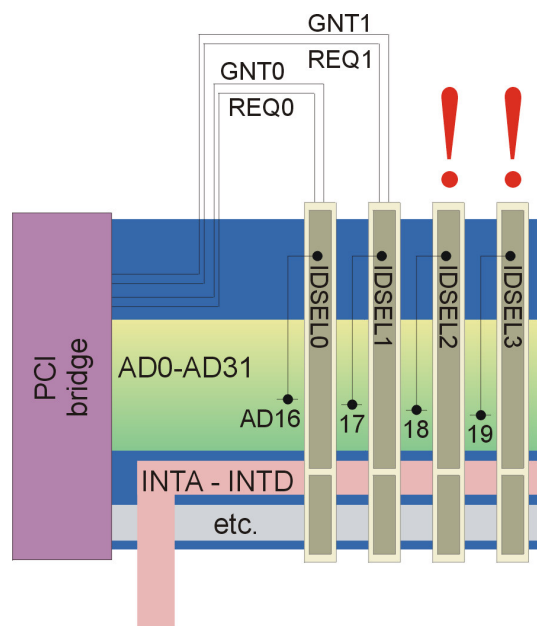 GNT1
REQ1
GNT0
REQ0
!
!
IDSEL0
IDSEL1
IDSEL2
IDSEL3
PCI
bridge
AD0-AD31
AD16
17
18
19
INTA - INTD
etc.